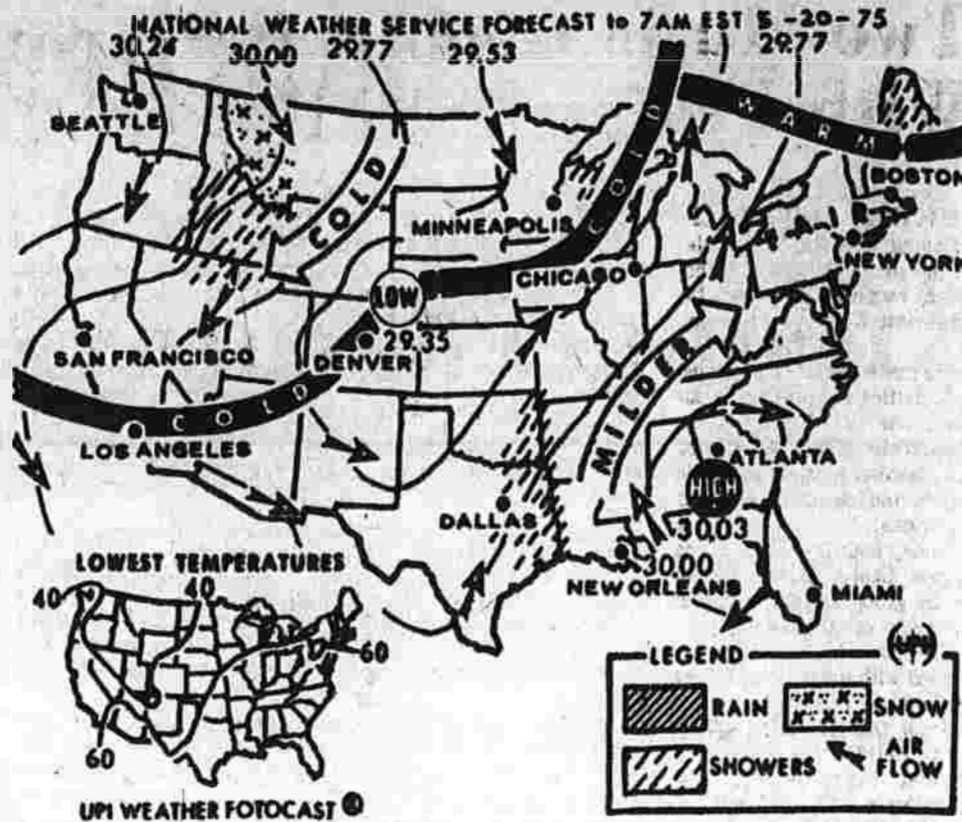 NATIONAL WEATHER SERVICE FORECAST to 7AM EST 5-20-75
30.24 30.00 29.77 29.53 29.77
SEATTLE
COLD
COLD
WARM
BOSTON
MINNEAPOLIS
AIR
NEW YORK
CHICAGO
LOW
29.35
SAN FRANCISCO
DENVER
MILDER
COLD
LOS ANGELES
ATLANTA
HIGH
DALLAS
30.03
30.00
NEW ORLEANS
MIAMI
LOWEST TEMPERATURES
40 40
60
60
UPI WEATHER FOTOCAST ®
LEGEND
(UPI)
RAIN SNOW
SHOWERS AIR
FLOW